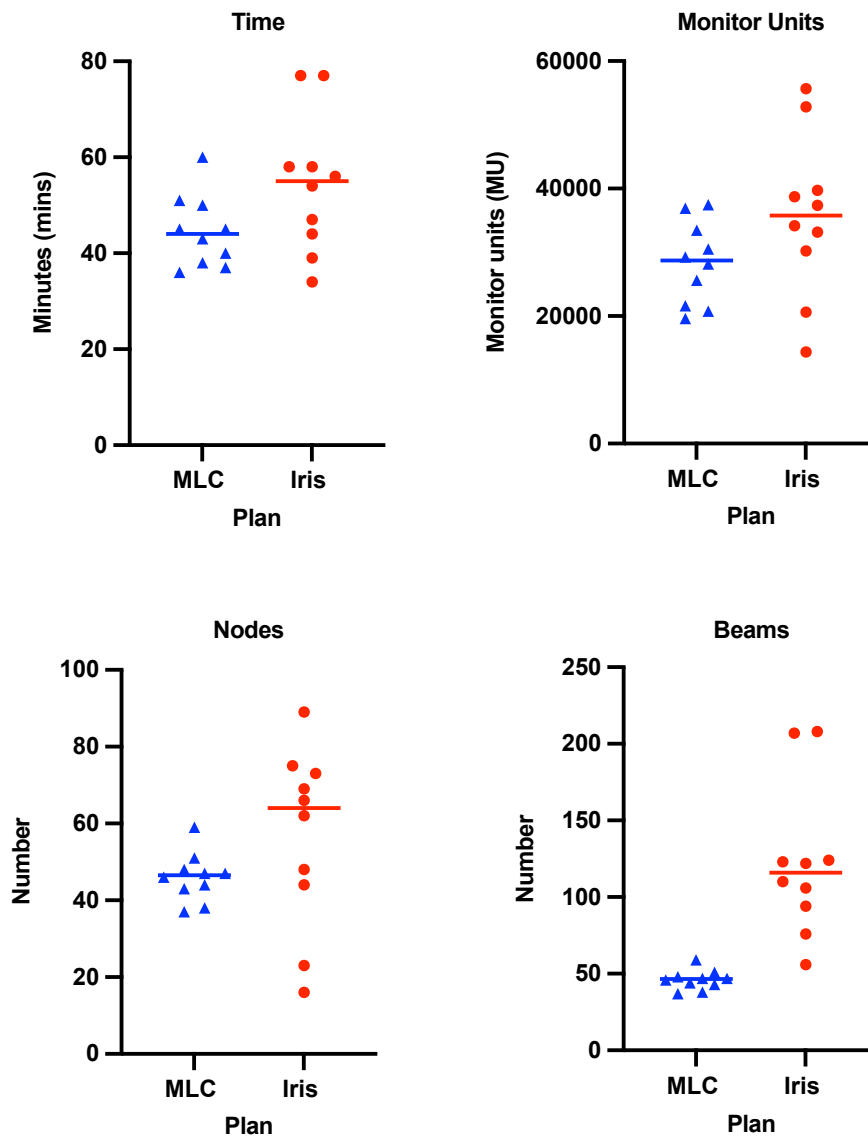 Time
80
60
40
20
0
Minutes (mins)
MLC Iris
Plan
Monitor Units
60000
40000
20000
0
Monitor units (MU)
MLC Iris
Plan
Nodes
100
80
60
40
20
0
Number
MLC Iris
Plan
Beams
250
200
150
100
50
0
Number
MLC Iris
Plan